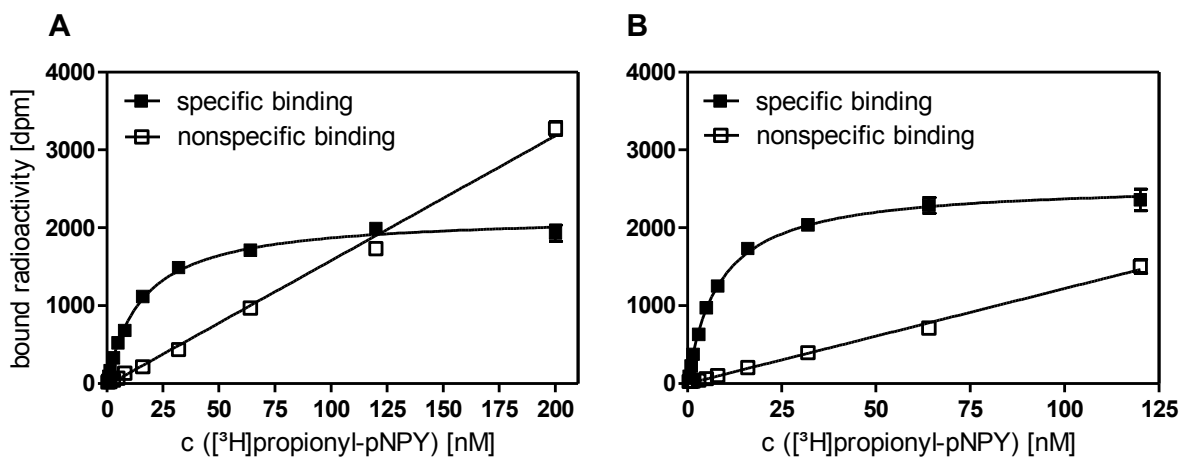 A
bound radioactivity [dpm]
4000
3000
2000
1000
0
specific binding
nonspecific binding
0 25 50 75 100 125 150 175 200
c ([³H]propionyl-pNPY) [nM]
B
4000
3000
2000
1000
0
specific binding
nonspecific binding
0 25 50 75 100 125
c ([³H]propionyl-pNPY) [nM]